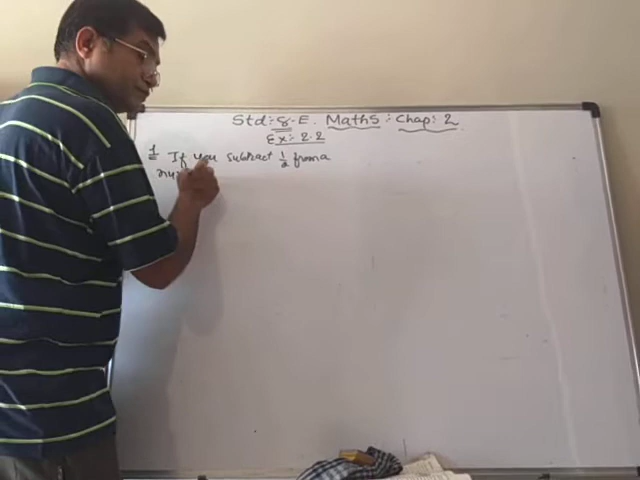 Std:- 8-E. Maths : Chap: 2
Ex:- 2.2
1 If you subtract 1/2 from a